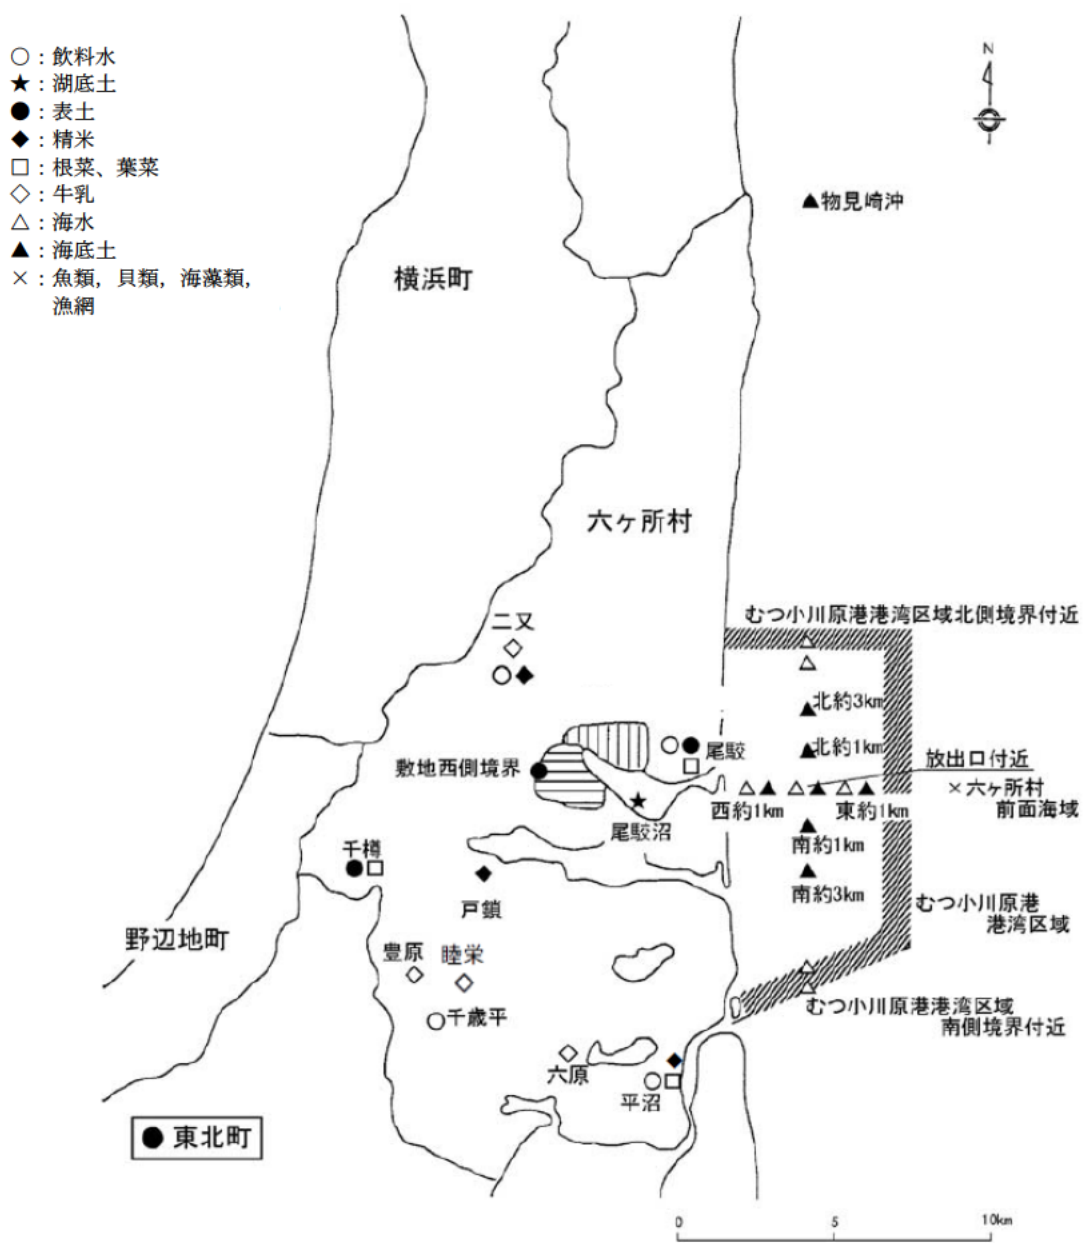 ○：飲料水
★：湖底土
●：表土
◆：精米
□：根菜、葉菜
◇：牛乳
△：海水
▲：海底土
×：魚類，貝類，海藻類，
漁網
N
▲物見崎沖
横浜町
六ヶ所村
むつ小川原港港湾区域北側境界付近
二又
北約3km
尾駮
北約1km
放出口付近
敷地西側境界
×六ヶ所村
前面海域
西約1km
東約1km
尾駮沼
南約1km
千樽
南約3km
戸鎖
むつ小川原港
港湾区域
野辺地町
豊原
睦栄
千歳平
むつ小川原港港湾区域
南側境界付近
六原
平沼
●東北町
0 5 10km